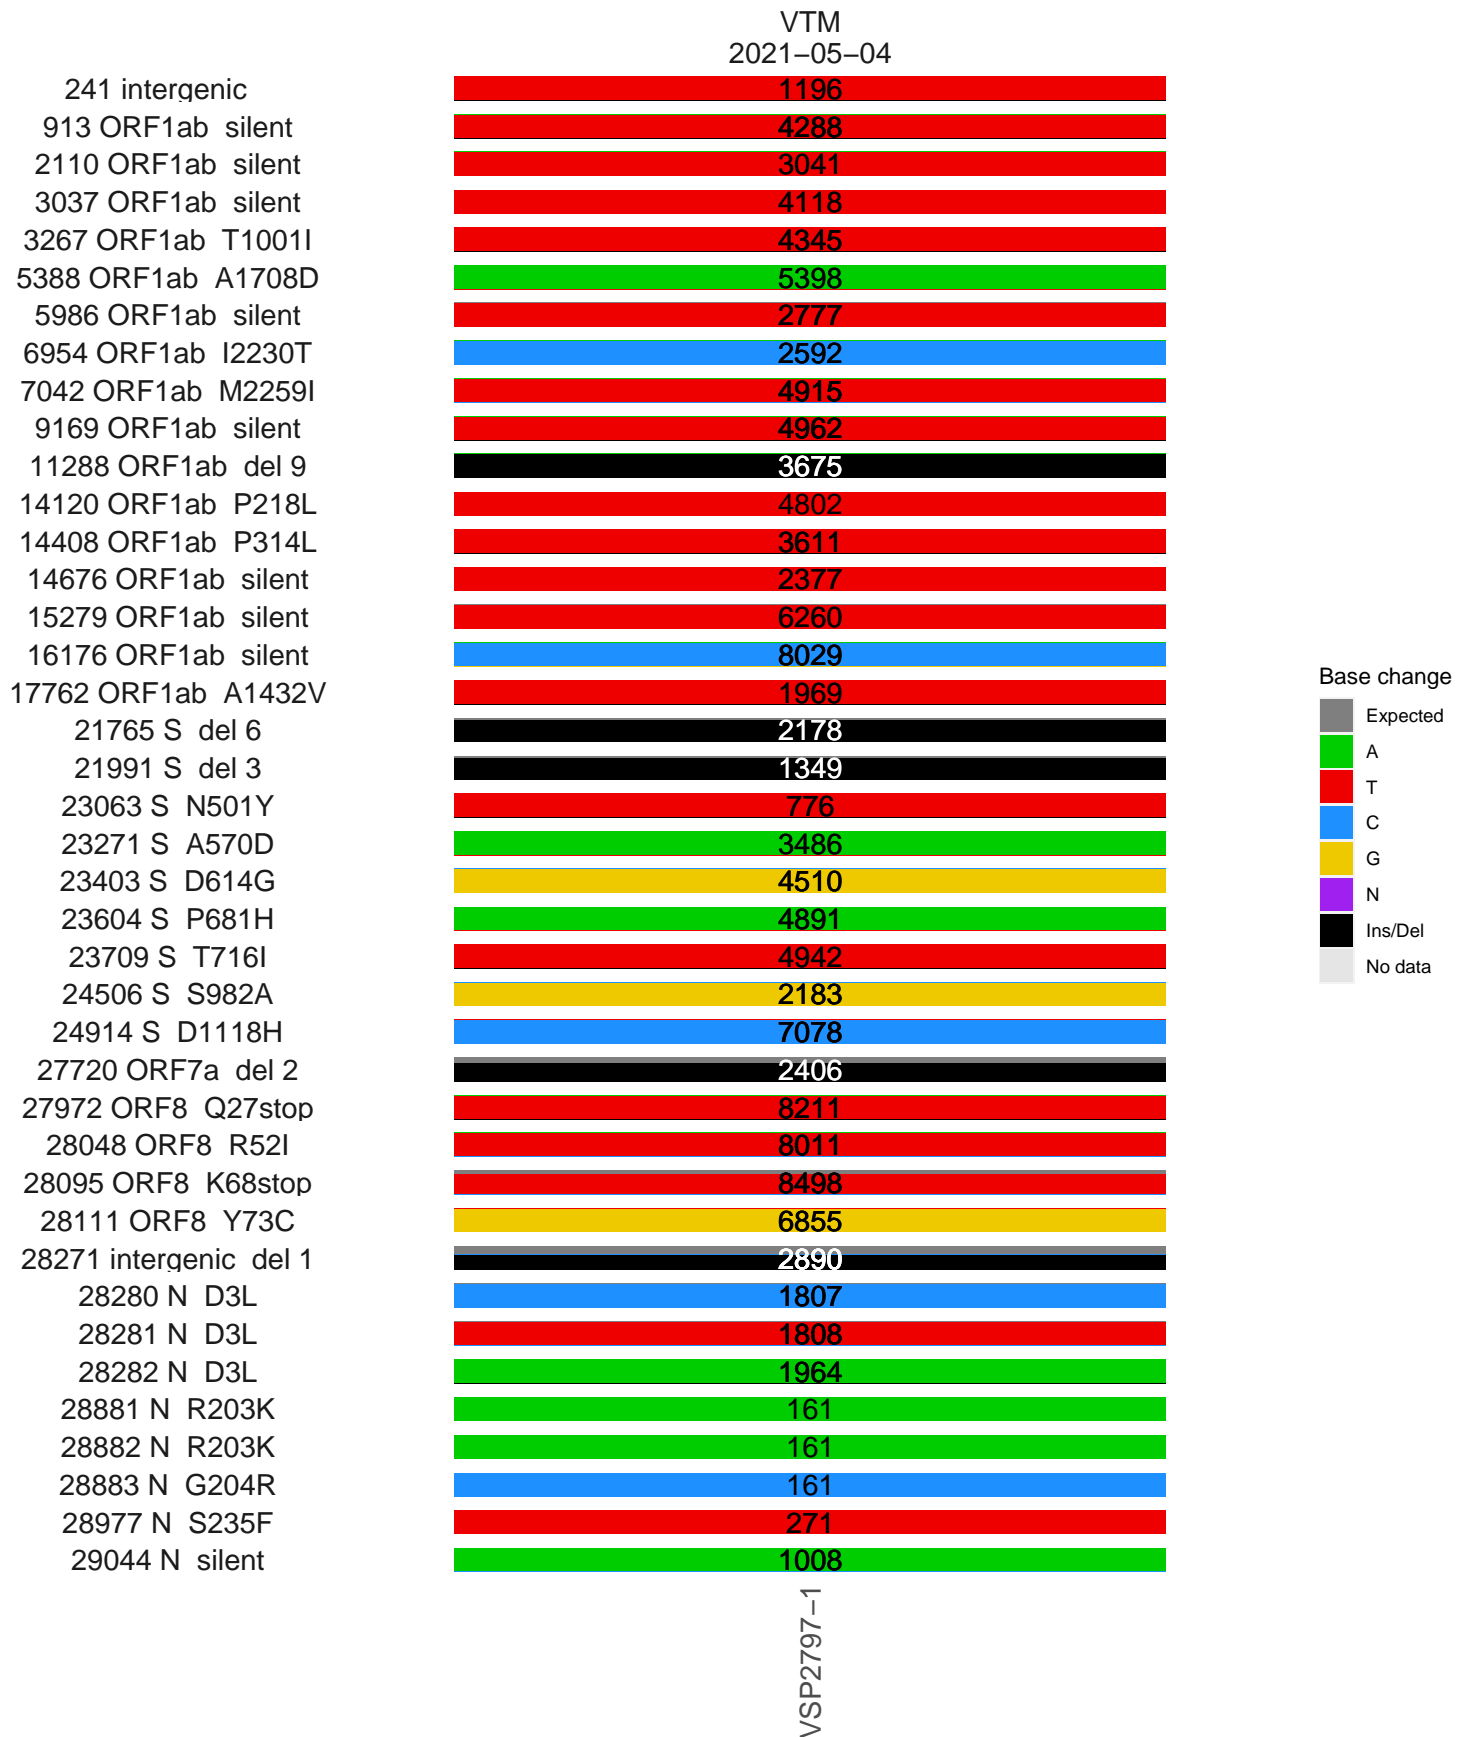 VTM
2021−05−04
241 intergenic 1196
913 ORF1ab  silent 4288
2110 ORF1ab  silent 3041
3037 ORF1ab  silent 4118
3267 ORF1ab  T1001I 4345
5388 ORF1ab  A1708D 5398
5986 ORF1ab  silent 2777
6954 ORF1ab  I2230T 2592
7042 ORF1ab  M2259I 4915
9169 ORF1ab  silent 4962
11288 ORF1ab  del 9 3675
14120 ORF1ab  P218L 4802
14408 ORF1ab  P314L 3611
14676 ORF1ab  silent 2377
15279 ORF1ab  silent 6260
16176 ORF1ab  silent 8029
17762 ORF1ab  A1432V 1969
21765 S  del 6 2178
21991 S  del 3 1349
23063 S  N501Y 776
23271 S  A570D 3486
23403 S  D614G 4510
23604 S  P681H 4891
23709 S  T716I 4942
24506 S  S982A 2183
24914 S  D1118H 7078
27720 ORF7a  del 2 2406
27972 ORF8  Q27stop 8211
28048 ORF8  R52I 8011
28095 ORF8  K68stop 8498
28111 ORF8  Y73C 6855
28271 intergenic  del 1 2890
28280 N  D3L 1807
28281 N  D3L 1808
28282 N  D3L 1964
28881 N  R203K 161
28882 N  R203K 161
28883 N  G204R 161
28977 N  S235F 271
29044 N  silent 1008
VSP2797−1
Base change
Expected
A
T
C
G
N
Ins/Del
No data